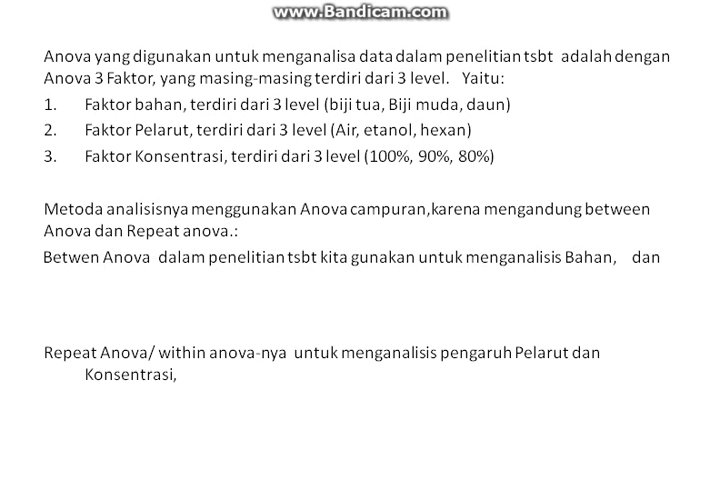 www.Bandicam.com
Anova yang digunakan untuk menganalisa data dalam penelitian tsbt adalah dengan
Anova 3 Faktor, yang masing-masing terdiri dari 3 level. Yaitu:
1. Faktor bahan, terdiri dari 3 level (biji tua, Biji muda, daun)
2. Faktor Pelarut, terdiri dari 3 level (Air, etanol, hexan)
3. Faktor Konsentrasi, terdiri dari 3 level (100%, 90%, 80%)
Metoda analisisnya menggunakan Anova campuran,karena mengandung between
Anova dan Repeat anova.:
Betwen Anova dalam penelitian tsbt kita gunakan untuk menganalisis Bahan, dan
Repeat Anova/ within anova-nya untuk menganalisis pengaruh Pelarut dan
Konsentrasi,